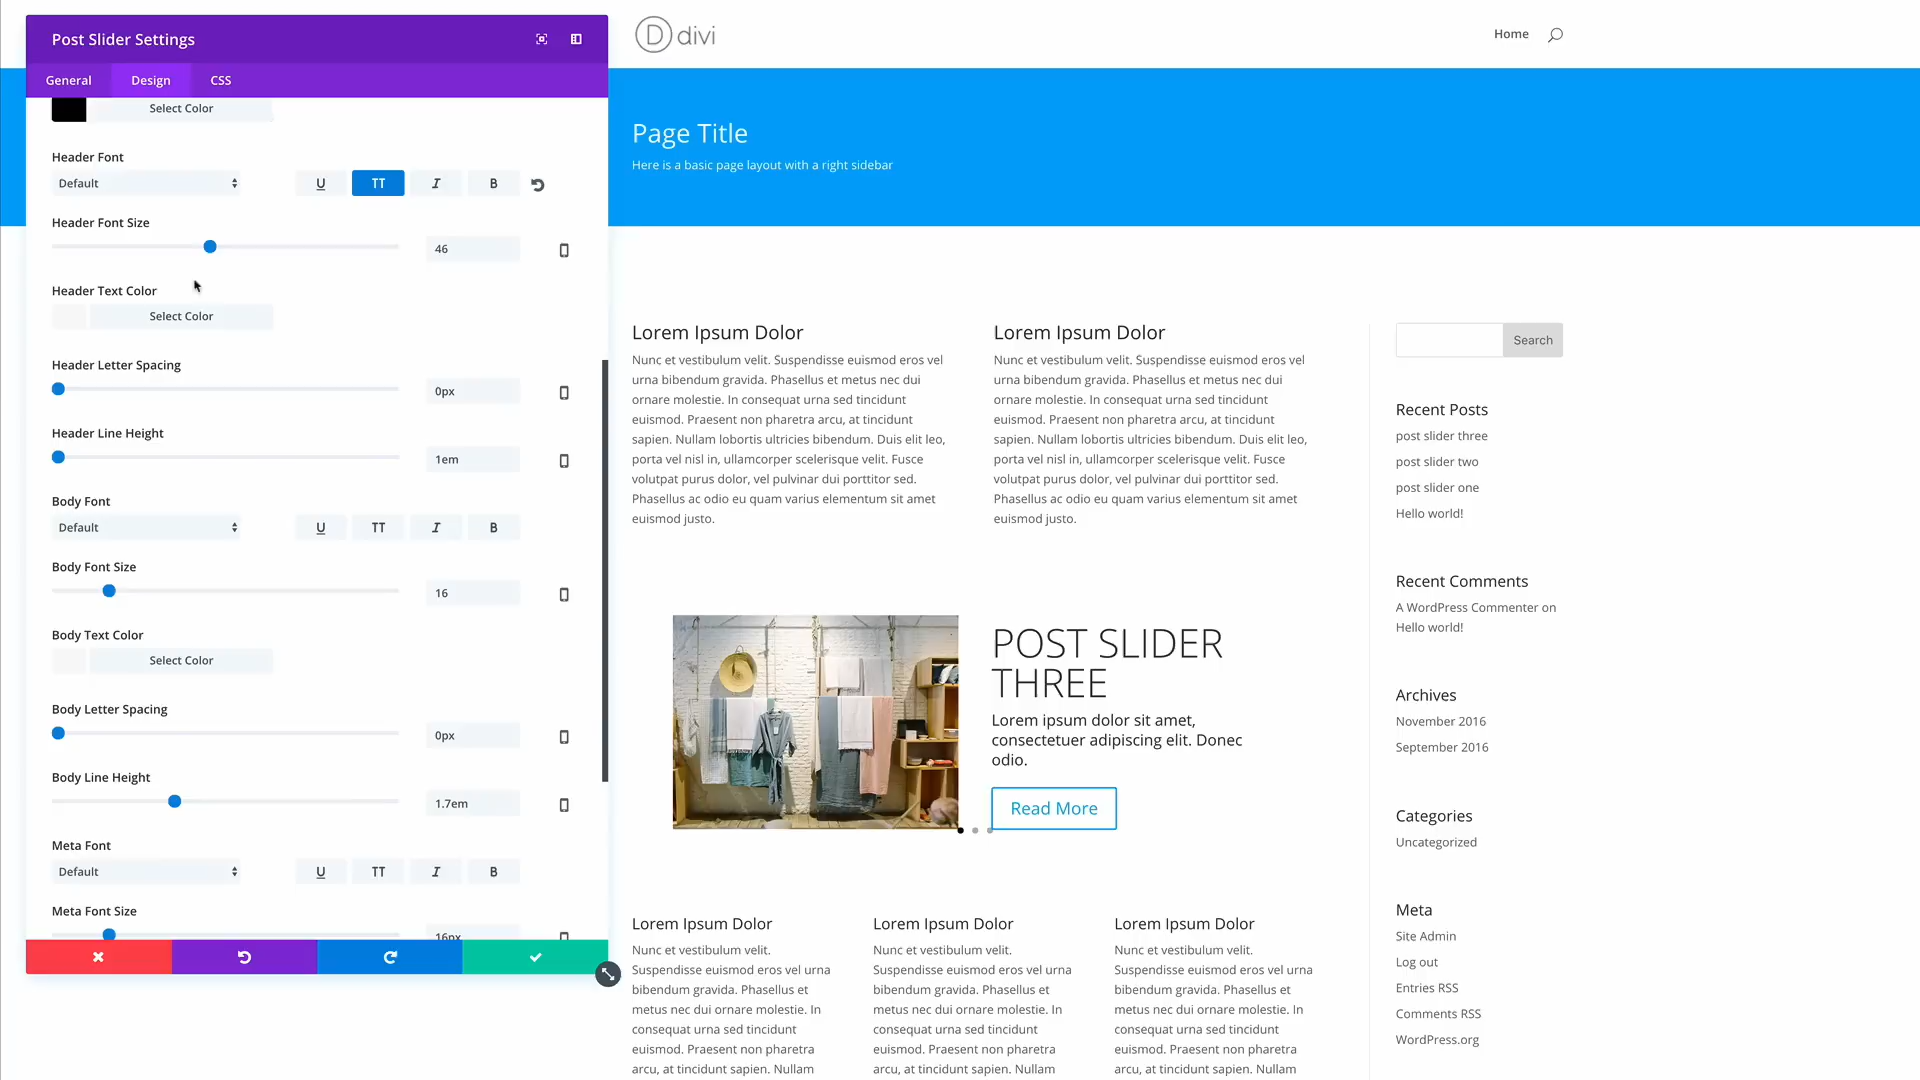 Post Slider Settings
General
Design
CSS
Select Color
Header Font
Default
U
TT
I
B
Header Font Size
46
Header Text Color
Select Color
Header Letter Spacing
0px
Header Line Height
1em
Body Font
Default
U
TT
I
B
Body Font Size
16
Body Text Color
Select Color
Body Letter Spacing
0px
Body Line Height
1.7em
Meta Font
Default
U
TT
I
B
Meta Font Size
16px
D divi
Home
Page Title
Here is a basic page layout with a right sidebar
Lorem Ipsum Dolor
Nunc et vestibulum velit. Suspendisse euismod eros vel
urna bibendum gravida. Phasellus et metus nec dui
ornare molestie. In consequat urna sed tincidunt
euismod. Praesent non pharetra arcu, at tincidunt
sapien. Nullam lobortis ultricies bibendum. Duis elit leo,
porta vel nisl in, ullamcorper scelerisque velit. Fusce
volutpat purus dolor, vel pulvinar dui porttitor sed.
Phasellus ac odio eu quam varius elementum sit amet
euismod justo.
Lorem Ipsum Dolor
Nunc et vestibulum velit. Suspendisse euismod eros vel
urna bibendum gravida. Phasellus et metus nec dui
ornare molestie. In consequat urna sed tincidunt
euismod. Praesent non pharetra arcu, at tincidunt
sapien. Nullam lobortis ultricies bibendum. Duis elit leo,
porta vel nisl in, ullamcorper scelerisque velit. Fusce
volutpat purus dolor, vel pulvinar dui porttitor sed.
Phasellus ac odio eu quam varius elementum sit amet
euismod justo.
POST SLIDER
THREE
Lorem ipsum dolor sit amet,
consectetuer adipiscing elit. Donec
odio.
Read More
Lorem Ipsum Dolor
Nunc et vestibulum velit.
Suspendisse euismod eros vel urna
bibendum gravida. Phasellus et
metus nec dui ornare molestie. In
consequat urna sed tincidunt
euismod. Praesent non pharetra
arcu, at tincidunt sapien. Nullam
Lorem Ipsum Dolor
Nunc et vestibulum velit.
Suspendisse euismod eros vel urna
bibendum gravida. Phasellus et
metus nec dui ornare molestie. In
consequat urna sed tincidunt
euismod. Praesent non pharetra
arcu, at tincidunt sapien. Nullam
Lorem Ipsum Dolor
Nunc et vestibulum velit.
Suspendisse euismod eros vel urna
bibendum gravida. Phasellus et
metus nec dui ornare molestie. In
consequat urna sed tincidunt
euismod. Praesent non pharetra
arcu, at tincidunt sapien. Nullam
Search
Recent Posts
post slider three
post slider two
post slider one
Hello world!
Recent Comments
A WordPress Commenter on
Hello world!
Archives
November 2016
September 2016
Categories
Uncategorized
Meta
Site Admin
Log out
Entries RSS
Comments RSS
WordPress.org